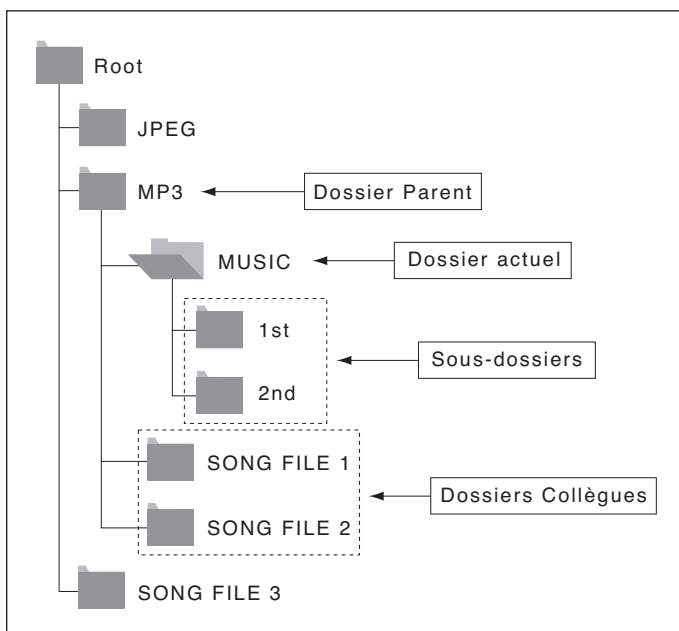 Root
JPEG
MP3
Dossier Parent
MUSIC
Dossier actuel
1st
Sous-dossiers
2nd
SONG FILE 1
Dossiers Collègues
SONG FILE 2
SONG FILE 3